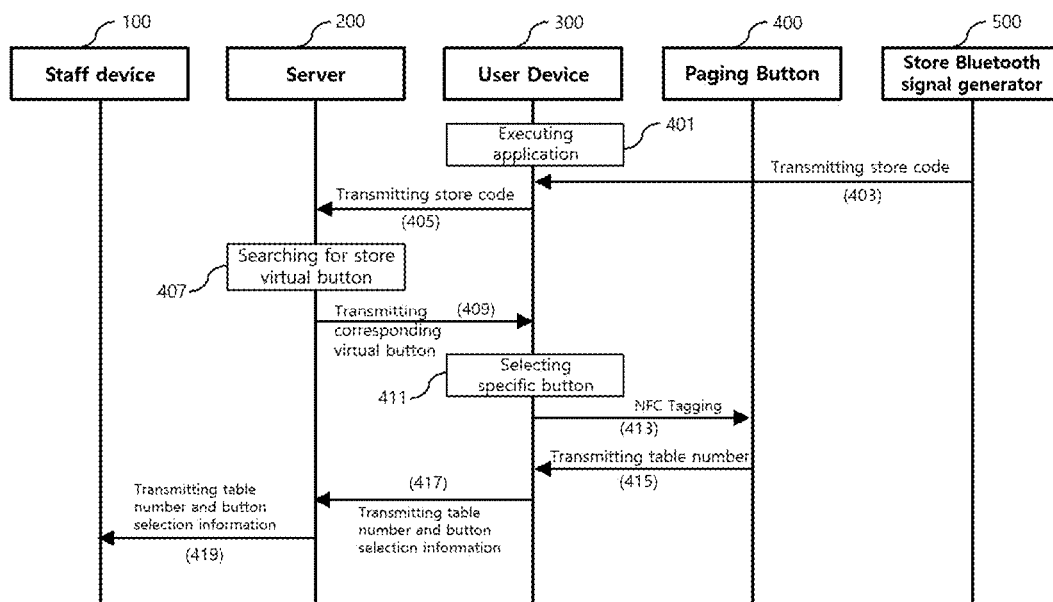 100
200
300
400
500
Staff device
Server
User Device
Paging Button
Store Bluetooth
signal generator
Executing
application
401
Transmitting store code
(403)
Transmitting store code
(405)
Searching for store
virtual button
407
Transmitting
corresponding
virtual button
(409)
Selecting
specific button
411
NFC Tagging
(413)
Transmitting table number
(415)
(417)
Transmitting table
number and button
selection information
Transmitting table
number and button
selection information
(419)